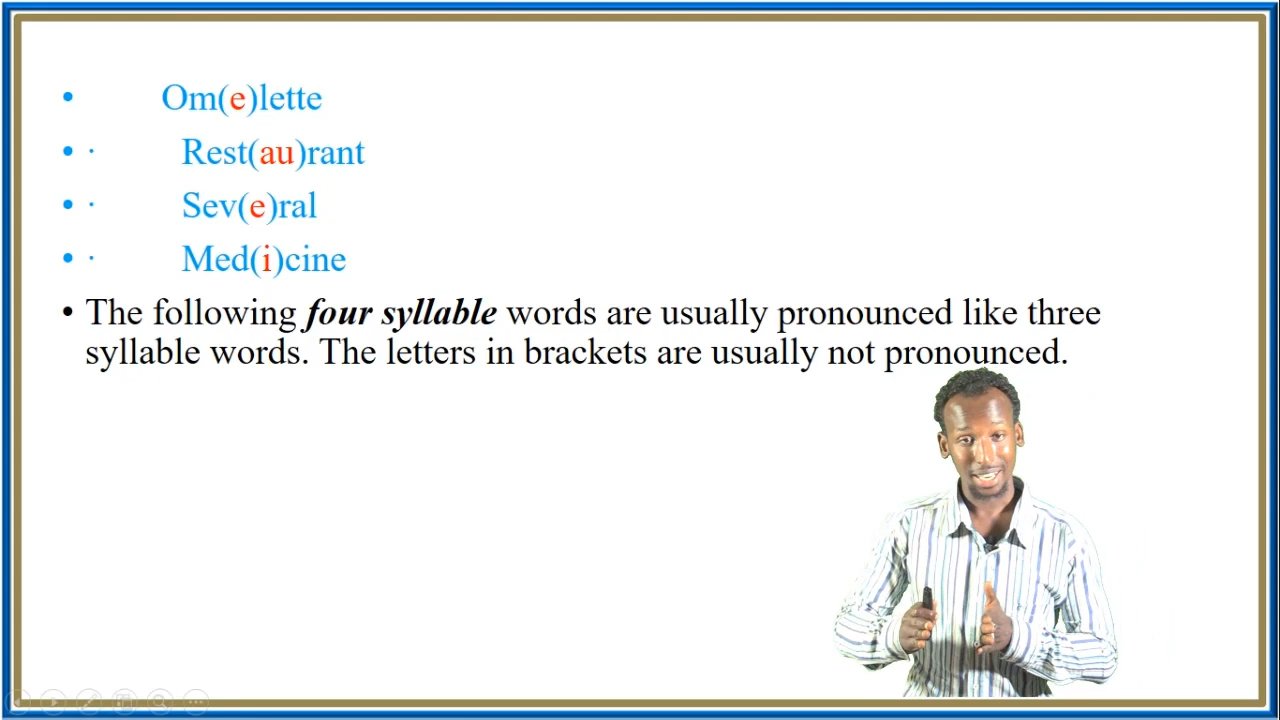 • Om(e)lette
• · Rest(au)rant
• · Sev(e)ral
• · Med(i)cine
• The following four syllable words are usually pronounced like three
syllable words. The letters in brackets are usually not pronounced.